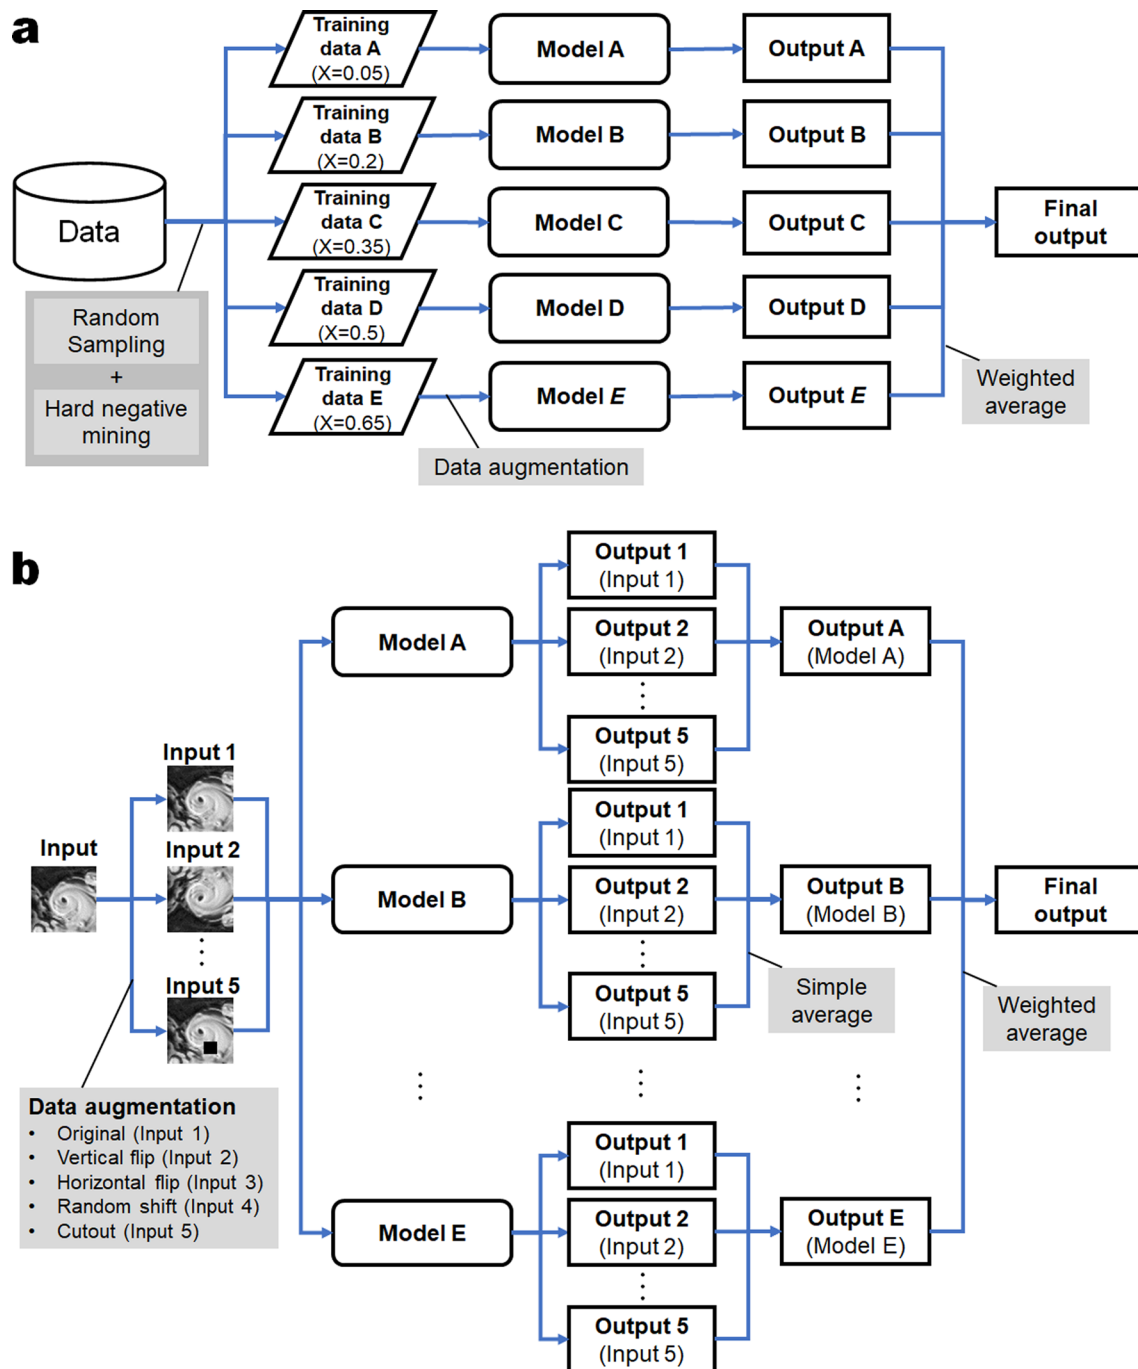 a
Training
data A
(X=0.05)
Model A
Output A
Training
data B
(X=0.2)
Model B
Output B
Data
Training
data C
(X=0.35)
Model C
Output C
Final
output
Training
data D
(X=0.5)
Model D
Output D
Random
Sampling
+
Hard negative
mining
Training
data E
(X=0.65)
Model E
Output E
Weighted
average
Data augmentation
b
Input
Input 1
Input 2
Input 5
Data augmentation
• Original (Input 1)
• Vertical flip (Input 2)
• Horizontal flip (Input 3)
• Random shift (Input 4)
• Cutout (Input 5)
Model A
Output 1
(Input 1)
Output 2
(Input 2)
Output 5
(Input 5)
Output A
(Model A)
Model B
Output 1
(Input 1)
Output 2
(Input 2)
Output 5
(Input 5)
Output B
(Model B)
Final
output
Simple
average
Weighted
average
Model E
Output 1
(Input 1)
Output 2
(Input 2)
Output 5
(Input 5)
Output E
(Model E)